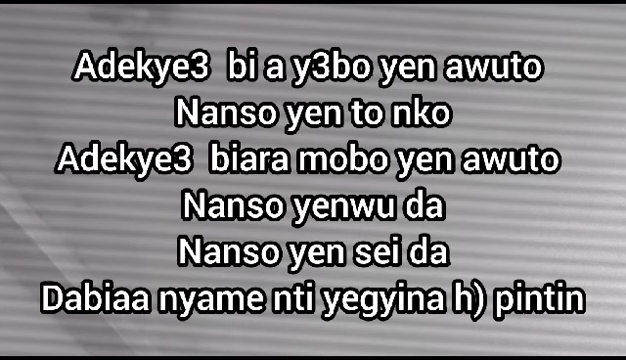 Adekye3 bi a y3bo yen awuto
Nanso yen to nko
Adekye3 biara mobo yen awuto
Nanso yenwu da
Nanso yen sei da
Dabiaa nyame nti yegyina h) pintin